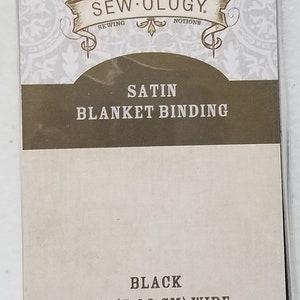 SEW·OLOGY.
SEWING NOTIONS
SATIN
BLANKET BINDING
BLACK